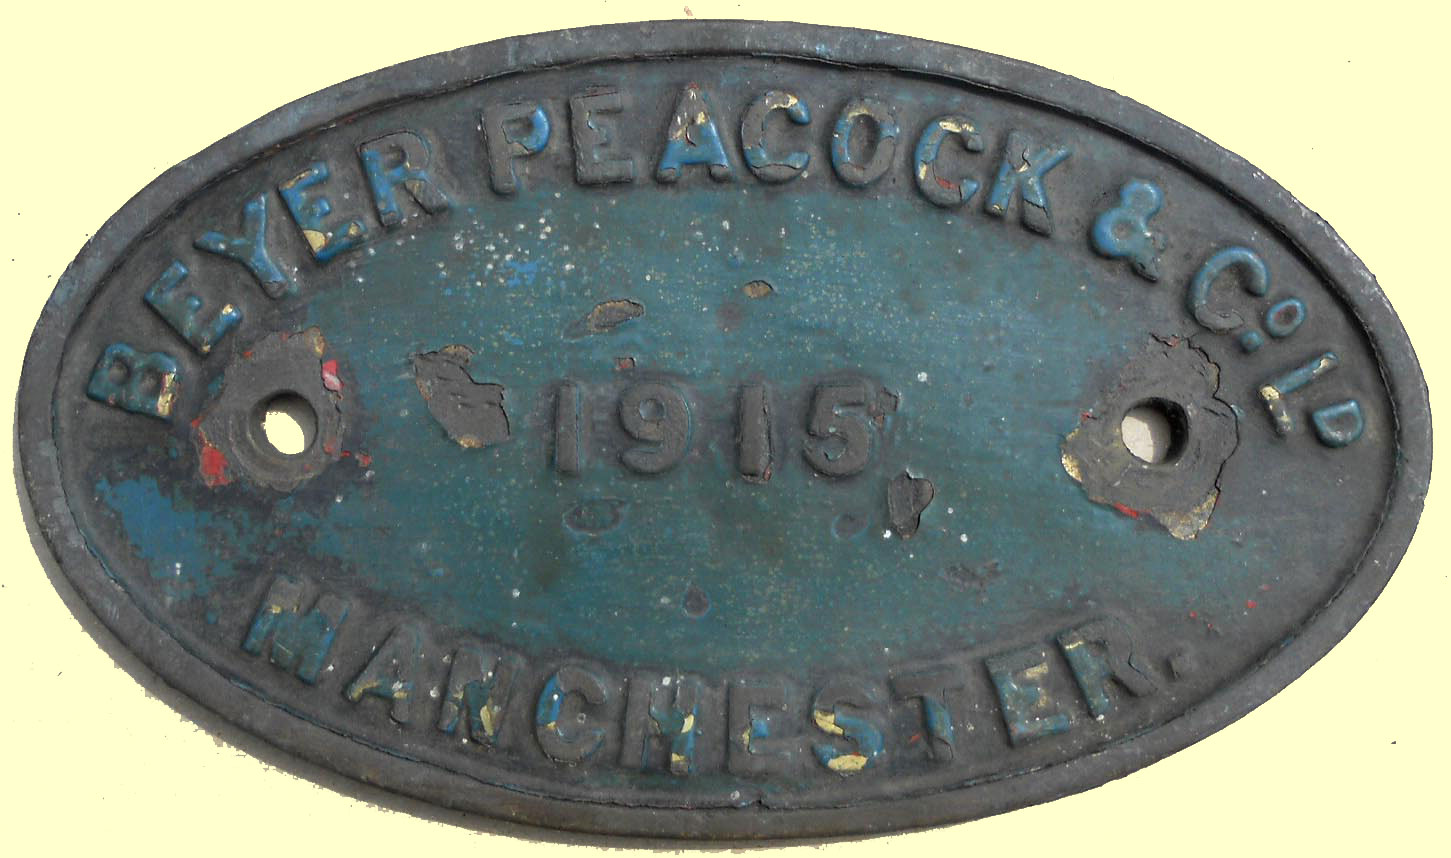 BEYER PEACOCK & Co LD
1915
MANCHESTER.